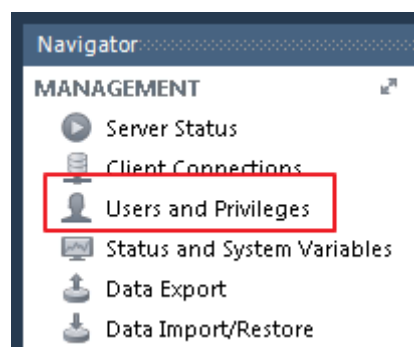 Navigator
MANAGEMENT
Server Status
Client Connections
Users and Privileges
Status and System Variables
Data Export
Data Import/Restore